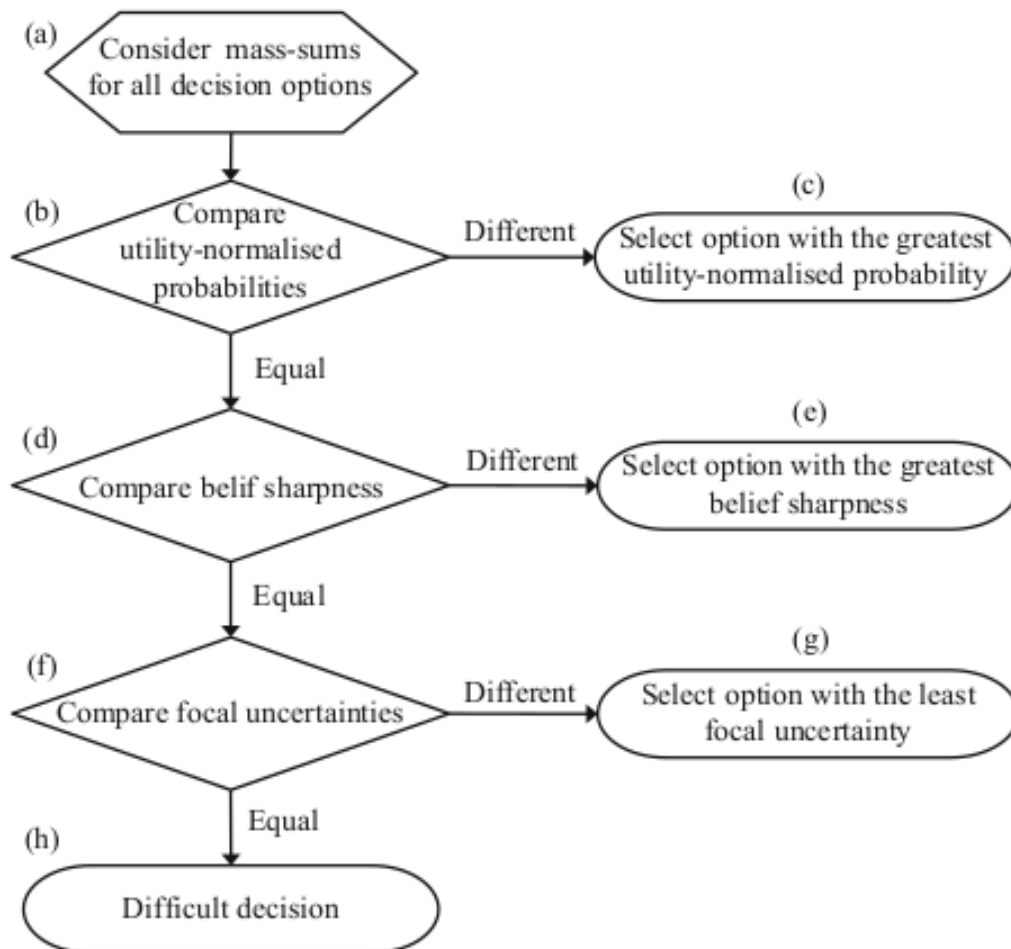 (a)
Consider mass-sums
for all decision options
(b)
Compare
utility-normalised
probabilities
Different
(c)
Select option with the greatest
utility-normalised probability
Equal
(d)
Compare belif sharpness
Different
(e)
Select option with the greatest
belief sharpness
Equal
(f)
Compare focal uncertainties
Different
(g)
Select option with the least
focal uncertainty
Equal
(h)
Difficult decision